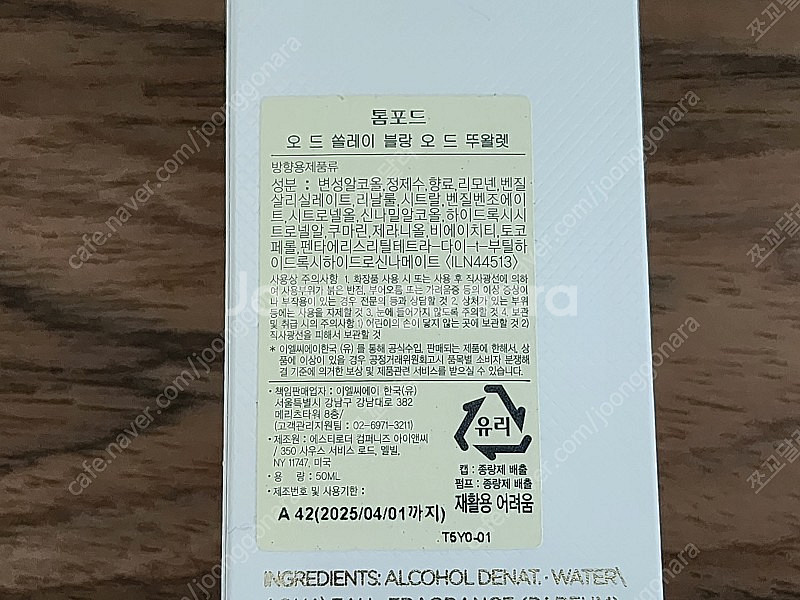 톰포드
오 드 쏠레이 블랑 오 드 뚜왈렛
방향용제품류
성분 : 변성알코올,정제수,향료,리모넨,벤질
살리실레이트,리날룰,시트랄,벤질벤조에이
트,시트로넬올,신나밀알코올,하이드록시시
트로넬알,쿠마린,제라니올,비에이치티,토코
페롤,펜타에리스리틸테트라-다이-t-부틸하
이드록시하이드로신나메이트 <ILN44513>
사용상 주의사항 1. 화장품 사용 시 또는 사용 후 직사광선에 의하
여 사용부위가 붉은 반점, 부어오름 또는 가려움증 등의 이상 증상이
나 부작용이 있는 경우 전문의 등과 상담할 것 2. 상처가 있는 부위
등에는 사용을 자제할 것 3. 눈에 들어가지 않도록 주의할 것 4. 보관
및 취급 시의 주의사항 1) 어린이의 손이 닿지 않는 곳에 보관할 것 2)
직사광선을 피해서 보관할 것
* 이엘씨에이한국 (유) 를 통해 공식수입, 판매되는 제품에 한해서, 상
품에 이상이 있을 경우 공정거래위원회고시 품목별 소비자 분쟁해
결 기준에 의거한 보상 및 제품관련 서비스를 받으실 수 있습니다.
• 책임판매업자 : 이엘씨에이 한국(유)
서울특별시 강남구 강남대로 382
메리츠타워 8층/
(고객관리지원팀 : 02-6971-3211)
• 제조원 : 에스티로더 컴퍼니즈 아이앤씨
/ 350 사우스 서비스 로드, 멜빌,
NY 11747, 미국
• 용 량 : 50ML
• 제조번호 및 사용기한 :
A 42(2025/04/01까지)
유리
캡 : 종량제 배출
펌프 : 종량제 배출
재활용 어려움
T5Y0-01
INGREDIENTS: ALCOHOL DENAT. • WATER\
Joonggonara
cafe.naver.com/joonggonara
쪼꼬달